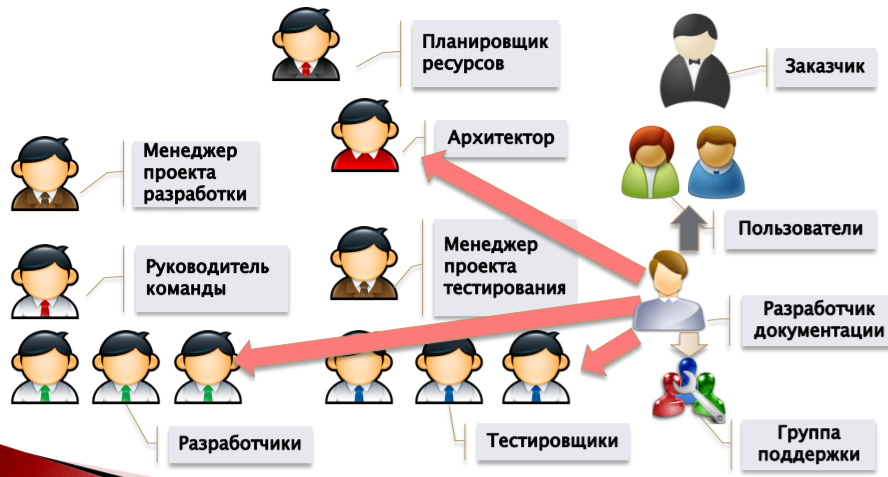 Планировщик
ресурсов
Заказчик
Архитектор
Менеджер
проекта
разработки
Пользователи
Менеджер
проекта
тестирования
Руководитель
команды
Разработчик
документации
Разработчики
Тестировщики
Группа
поддержки